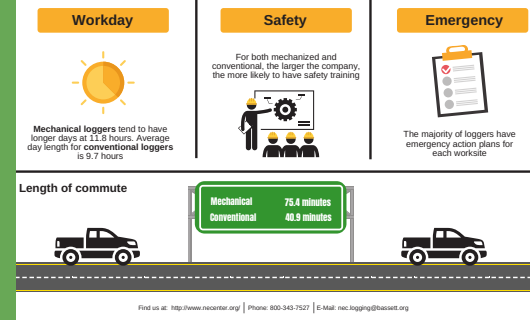 Workday
Mechanical loggers tend to have
longer days at 11.8 hours. Average
day length for conventional loggers
is 9.7 hours
Safety
For both mechanized and
conventional, the larger the company,
the more likely to have safety training
Emergency
The majority of loggers have
emergency action plans for
each worksite
Length of commute
Mechanical 75.4 minutes
Conventional 40.9 minutes
Find us at: http://www.necenter.org/ | Phone: 800-343-7527 | E-Mail: nec.logging@bassett.org